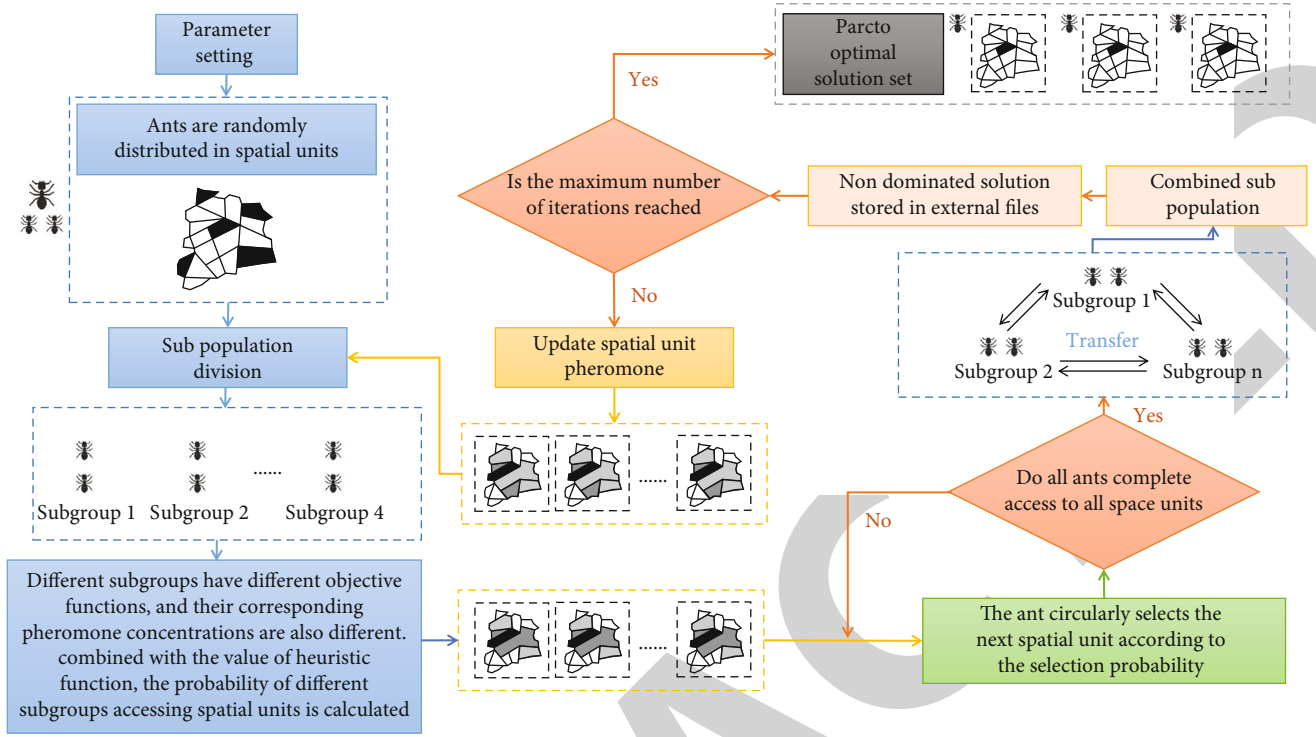 Parameter
setting
Ants are randomly
distributed in spatial units
Sub population
division
Subgroup 1
Subgroup 2
......
Subgroup 4
Different subgroups have different objective
functions, and their corresponding
pheromone concentrations are also different.
combined with the value of heuristic
function, the probability of different
subgroups accessing spatial units is calculated
......
The ant circularly selects the
next spatial unit according to
the selection probability
Do all ants complete
access to all space units
No
Yes
Subgroup 1
Transfer
Subgroup 2
Subgroup n
Combined sub
population
Non dominated solution
stored in external files
Is the maximum number
of iterations reached
Yes
Parcto
optimal
solution set
No
Update spatial unit
pheromone
......